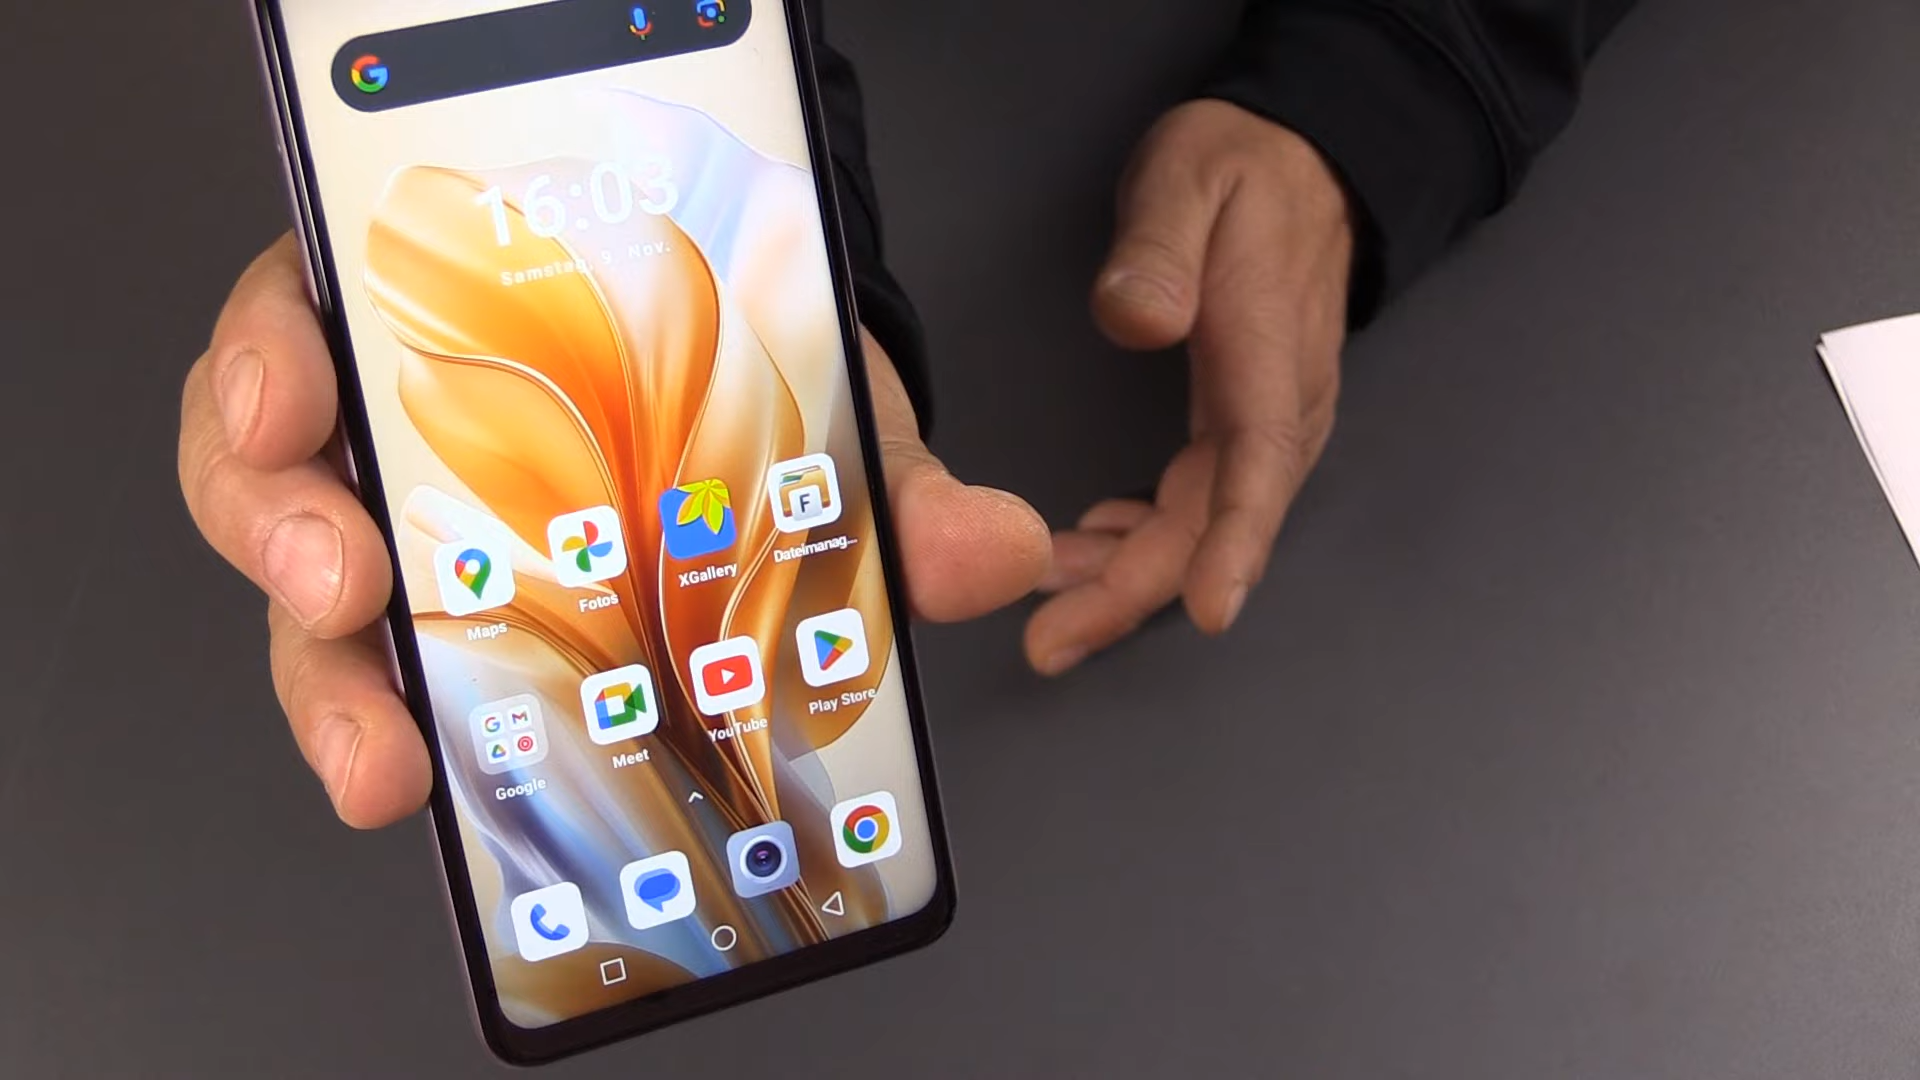 16:03
Samstag, 9. Nov.
Maps
Fotos
XGallery
F
Dateimanag...
Google
Meet
YouTube
Play Store